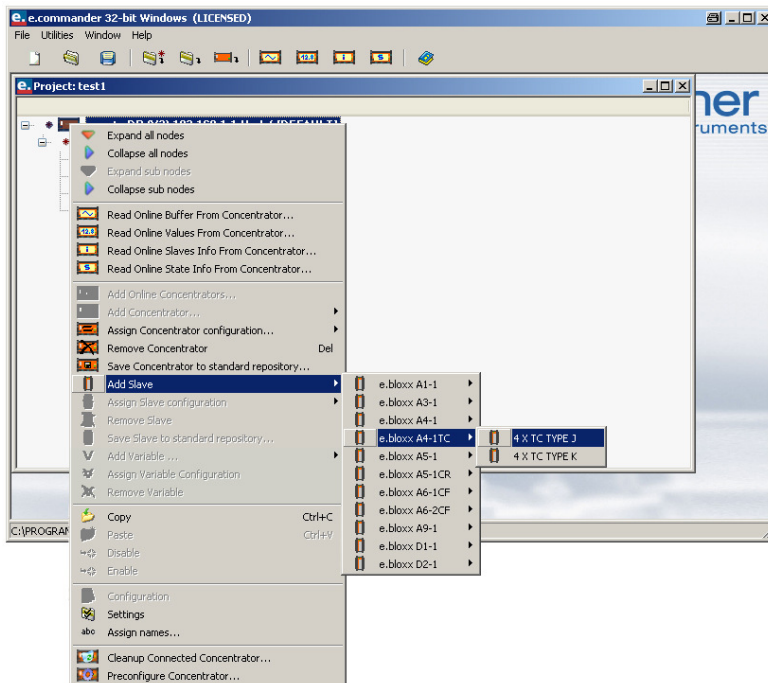 e.commander 32-bit Windows (LICENSED)
File Utilities Window Help
Project: test1
Expand all nodes
Collapse all nodes
Expand sub nodes
Collapse sub nodes
Read Online Buffer From Concentrator...
Read Online Values From Concentrator...
Read Online Slaves Info From Concentrator...
Read Online State Info From Concentrator...
Add Online Concentrators...
Add Concentrator...
Assign Concentrator configuration...
Remove Concentrator Del
Save Concentrator to standard repository...
Add Slave
Assign Slave configuration
Remove Slave
Save Slave to standard repository...
Add Variable ...
Assign Variable Configuration
Remove Variable
Copy Ctrl+C
Paste Ctrl+V
Disable
Enable
Configuration
Settings
abc Assign names...
Cleanup Connected Concentrator...
Preconfigure Concentrator...
e.bloxx A1-1
e.bloxx A3-1
e.bloxx A4-1
e.bloxx A4-1TC
e.bloxx A5-1
e.bloxx A5-1CR
e.bloxx A6-1CF
e.bloxx A6-2CF
e.bloxx A9-1
e.bloxx D1-1
e.bloxx D2-1
4 X TC TYPE J
4 X TC TYPE K
ner
ruments
C:\PROGRAM